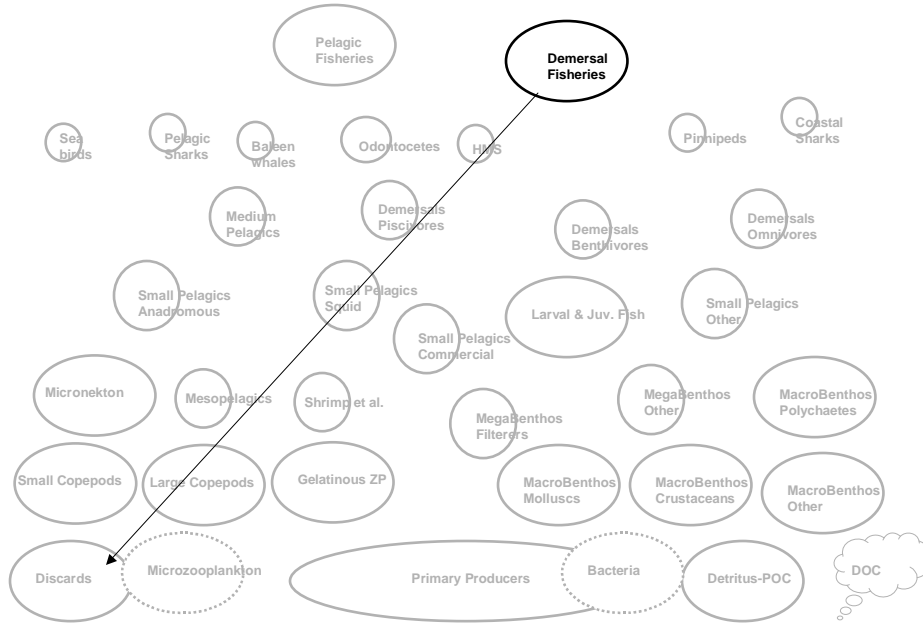 Pelagic
Fisheries
Demersal
Fisheries
Sea
birds
Pelagic
Sharks
Baleen
whales
Odontocetes
HMS
Pinnipeds
Coastal
Sharks
Medium
Pelagics
Demersals
Piscivores
Demersals
Benthivores
Demersals
Omnivores
Small Pelagics
Anadromous
Small Pelagics
Squid
Small Pelagics
Commercial
Larval & Juv. Fish
Small Pelagics
Other
Micronekton
Mesopelagics
Shrimp et al.
MegaBenthos
Filterers
MegaBenthos
Other
MacroBenthos
Polychaetes
Small Copepods
Large Copepods
Gelatinous ZP
MacroBenthos
Molluscs
MacroBenthos
Crustaceans
MacroBenthos
Other
Discards
Microzooplankton
Primary Producers
Bacteria
Detritus-POC
DOC